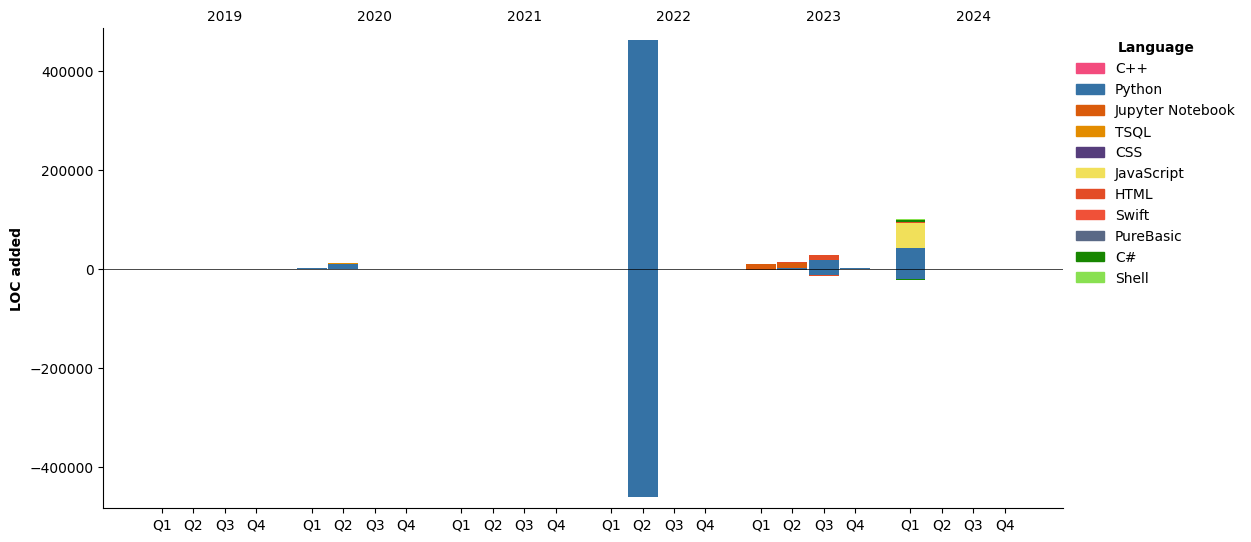 2019 2020 2021 2022 2023 2024
Language
C++
Python
Jupyter Notebook
TSQL
CSS
JavaScript
HTML
Swift
PureBasic
C#
Shell
LOC added
400000
200000
0
−200000
−400000
Q1 Q2 Q3 Q4 Q1 Q2 Q3 Q4 Q1 Q2 Q3 Q4 Q1 Q2 Q3 Q4 Q1 Q2 Q3 Q4 Q1 Q2 Q3 Q4